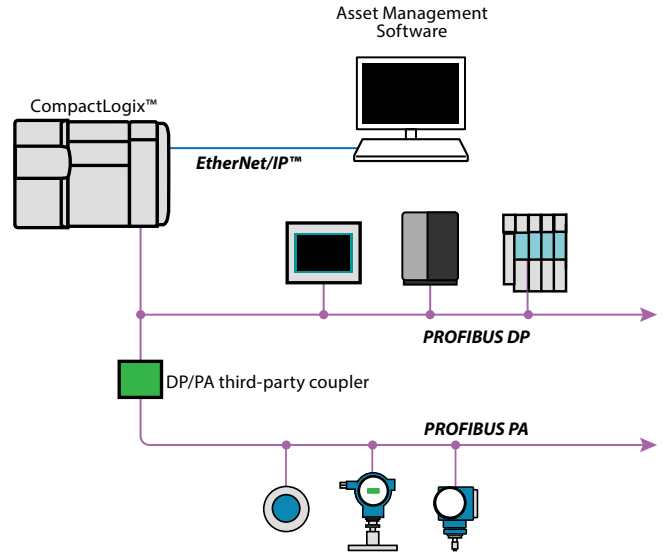 Asset Management
Software
CompactLogix™
EtherNet/IP™
PROFIBUS DP
DP/PA third-party coupler
PROFIBUS PA